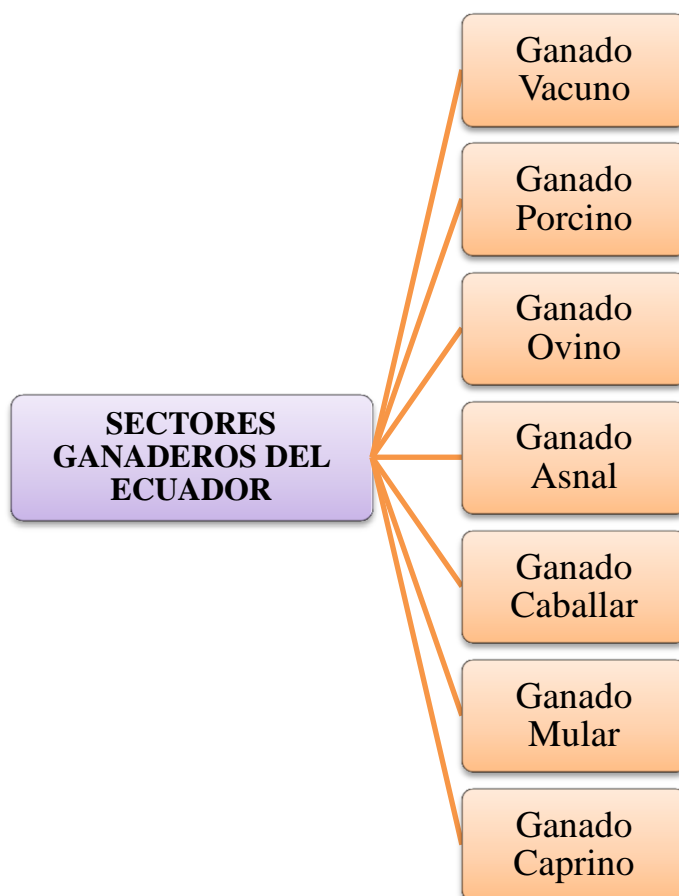 SECTORES
GANADEROS DEL
ECUADOR
Ganado
Vacuno
Ganado
Porcino
Ganado
Ovino
Ganado
Asnal
Ganado
Caballar
Ganado
Mular
Ganado
Caprino